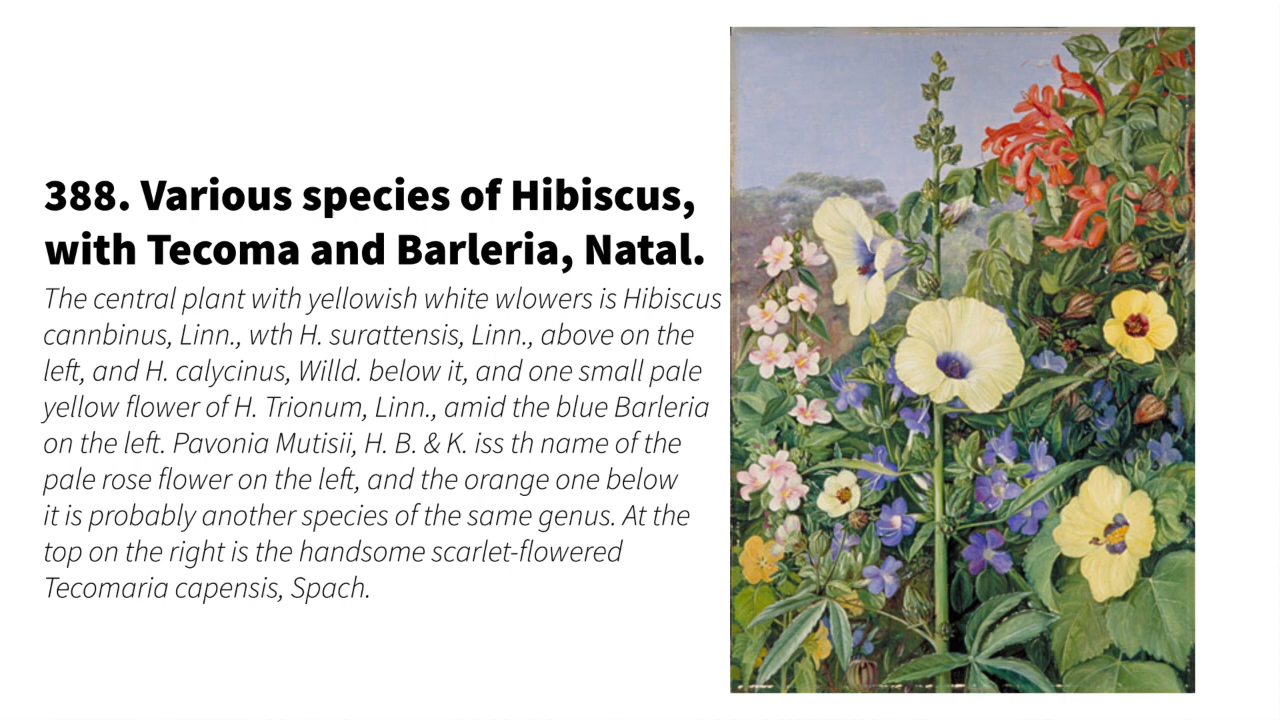 388. Various species of Hibiscus,
with Tecoma and Barleria, Natal.
The central plant with yellowish white wlowers is Hibiscus
cannbinus, Linn., wth H. surattensis, Linn., above on the
left, and H. calycinus, Willd. below it, and one small pale
yellow flower of H. Trionum, Linn., amid the blue Barleria
on the left. Pavonia Mutisii, H. B. & K. iss th name of the
pale rose flower on the left, and the orange one below
it is probably another species of the same genus. At the
top on the right is the handsome scarlet-flowered
Tecomaria capensis, Spach.